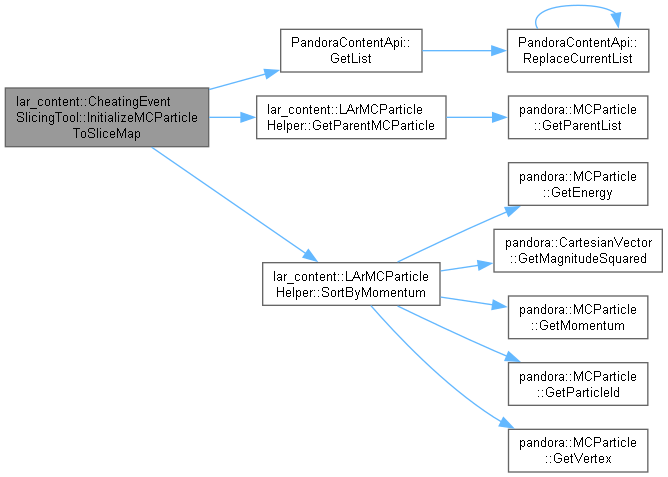 lar_content::CheatingEvent
SlicingTool::InitializeMCParticle
ToSliceMap
PandoraContentApi::
GetList
PandoraContentApi::
ReplaceCurrentList
lar_content::LArMCParticle
Helper::GetParentMCParticle
pandora::MCParticle
::GetParentList
lar_content::LArMCParticle
Helper::SortByMomentum
pandora::MCParticle
::GetEnergy
pandora::CartesianVector
::GetMagnitudeSquared
pandora::MCParticle
::GetMomentum
pandora::MCParticle
::GetParticleId
pandora::MCParticle
::GetVertex